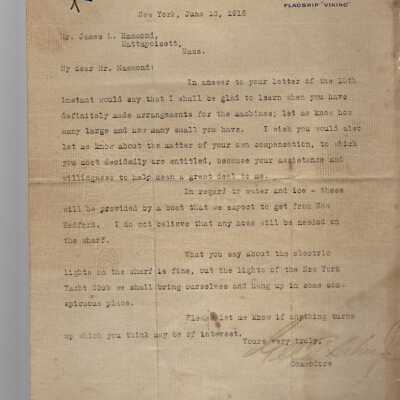 FLAGSHIP "VIKING"
New York, June 13, 1916
Mr. James L. Hammond,
Mattapoisett,
Mass.
My dear Mr. Hammond:
In answer to your letter of the 12th
instant would say that I shall be glad to learn when you have
definitely made arrangements for the machines; let me know how
many large and how many small you have. I wish you would also
let me know about the matter of your own compensation, to which
you most decidedly are entitled, because your assistance and
willingness to help mean a great deal to me.
In regard to water and ice - these
will be provided by a boat that we expect to get from New
Bedford. I do not believe that any hose will be needed on
the wharf.
What you say about the electric
lights on the wharf is fine, but the lights of the New York
Yacht Club we shall bring ourselves and hang up in some con-
spicuous place.
Please let me know if anything turns
up which you think may be of interest.
Yours very truly,
Commodore